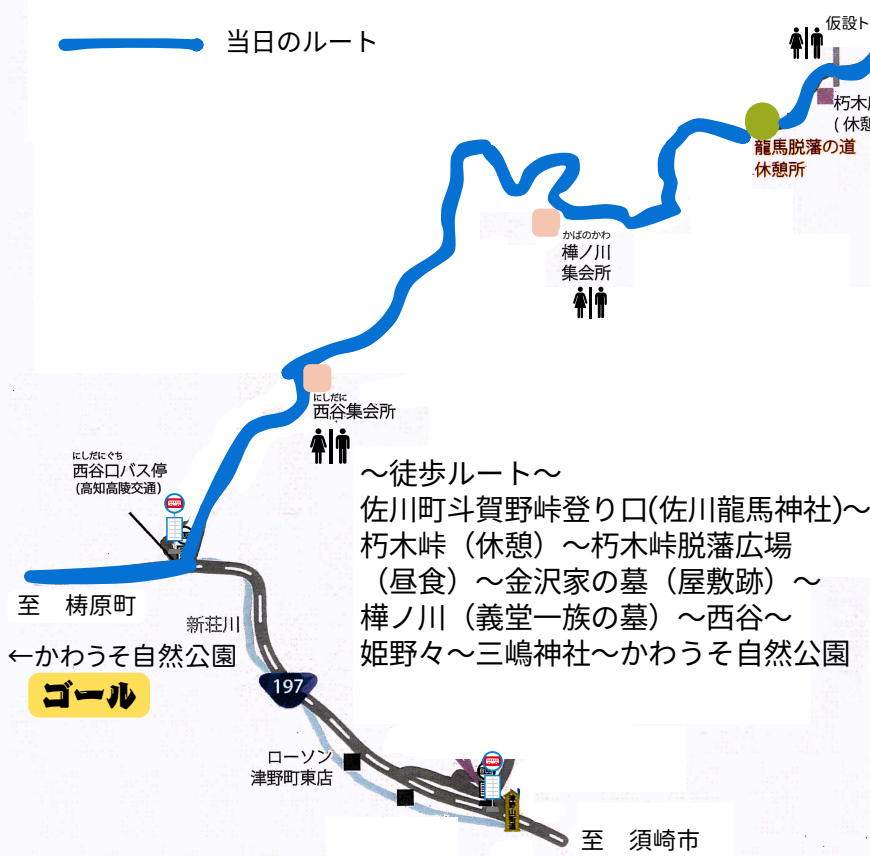 当日のルート
仮設ト
朽木
(休憩
龍馬脱藩の道
休憩所
かばのかわ
樺ノ川
集会所
にしだに
西谷集会所
にしだにぐち
西谷口バス停
(高知高陵交通)
～徒歩ルート～
佐川町斗賀野峠登り口(佐川龍馬神社)～
朽木峠（休憩）～朽木峠脱藩広場
（昼食）～金沢家の墓（屋敷跡）～
樺ノ川（義堂一族の墓）～西谷～
姫野々～三嶋神社～かわうそ自然公園
至　梼原町
新荘川
←かわうそ自然公園
ゴール
197
ローソン
津野町東店
至　須崎市